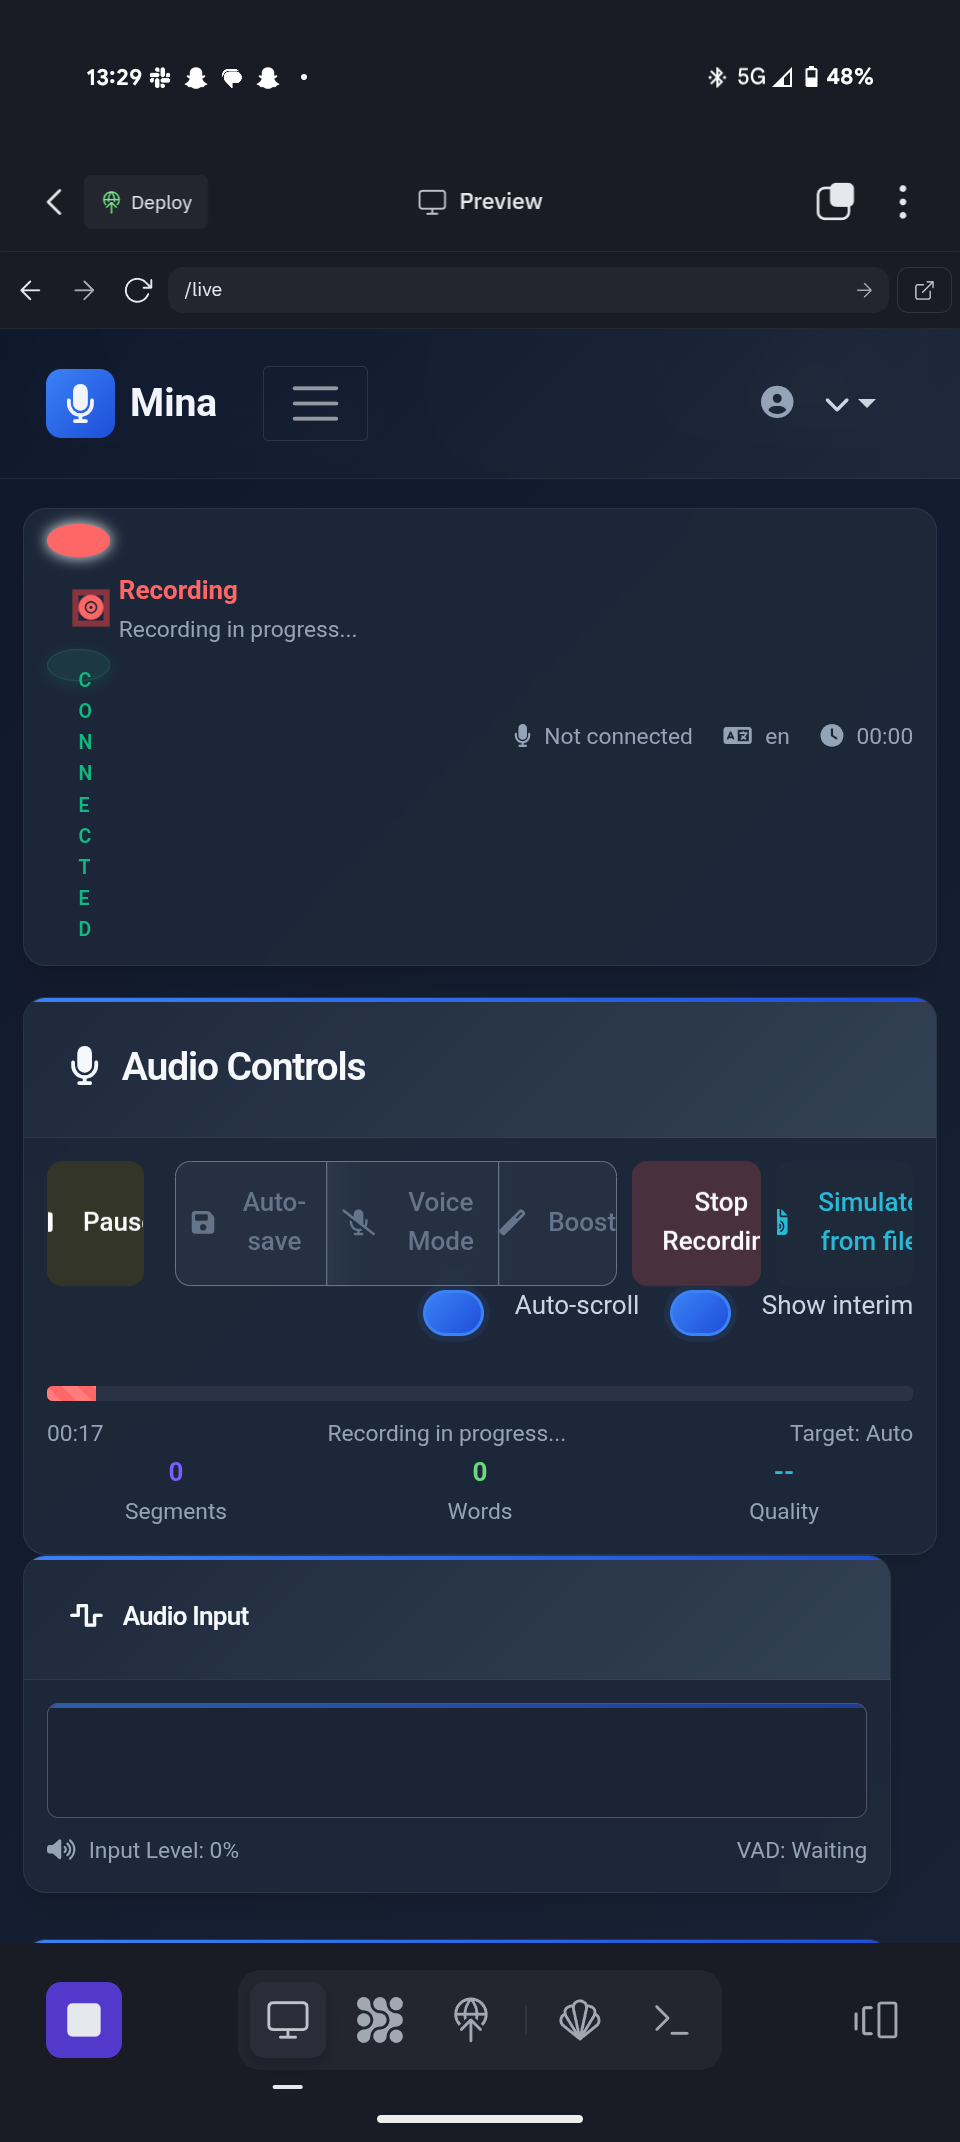 13:29
5G 48%
Deploy
Preview
/live
Mina
Recording
Recording in progress...
CONNECTED
Not connected
en
00:00
Audio Controls
Paus
Auto-
save
Voice
Mode
Boost
Stop
Recordin
Simulate
from file
Auto-scroll
Show interim
00:17
Recording in progress...
Target: Auto
0
0
--
Segments
Words
Quality
Audio Input
Input Level: 0%
VAD: Waiting